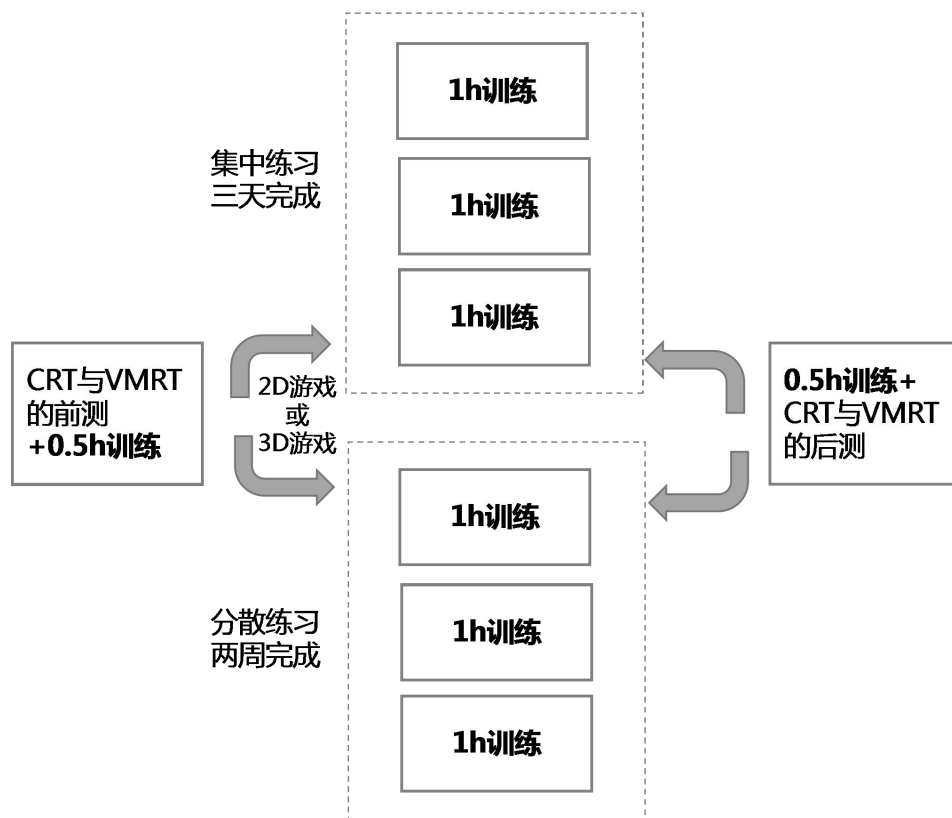 1h训练
集中练习
三天完成
1h训练
1h训练
CRT与VMRT
的前测
+0.5h训练
2D游戏
或
3D游戏
0.5h训练+
CRT与VMRT
的后测
1h训练
分散练习
两周完成
1h训练
1h训练